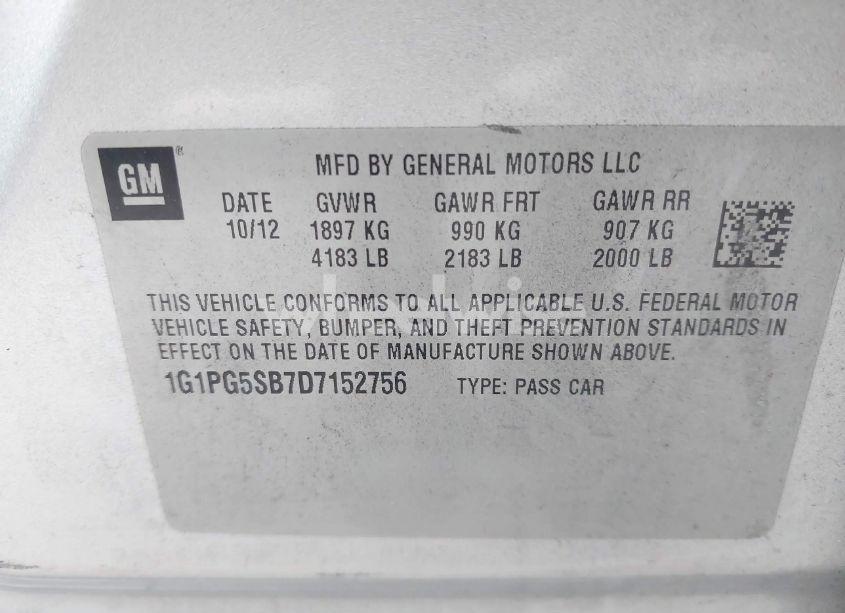 GM ®
MFD BY GENERAL MOTORS LLC
DATE GVWR GAWR FRT GAWR RR
10/12 1897 KG 990 KG 907 KG
4183 LB 2183 LB 2000 LB
THIS VEHICLE CONFORMS TO ALL APPLICABLE U.S. FEDERAL MOTOR
VEHICLE SAFETY, BUMPER, AND THEFT PREVENTION STANDARDS IN
EFFECT ON THE DATE OF MANUFACTURE SHOWN ABOVE.
1G1PG5SB7D7152756 TYPE: PASS CAR